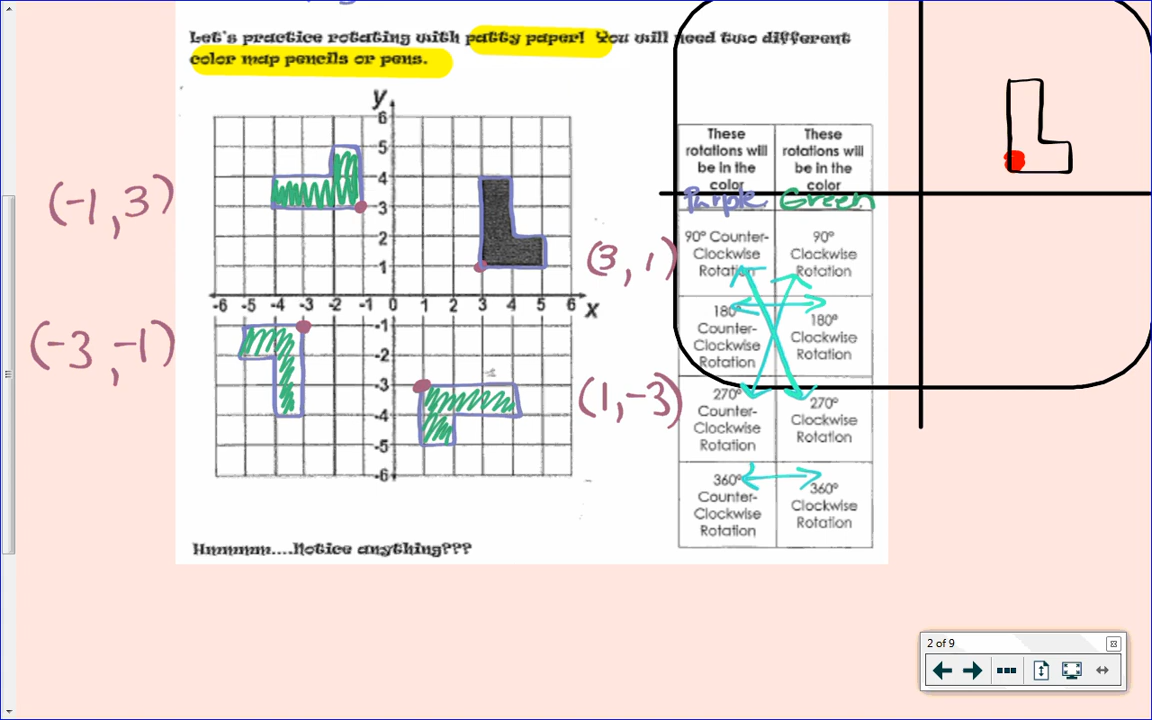 Let's practice rotating with patty paper! You will need two different
color map pencils or pens.
y
6
5
4
3
2
1
-6 -5 -4 -3 -2 -1 0 1 2 3 4 5 6 x
-1
-2
-3
-4
-5
-6
(-1,3)
(3,1)
(-3,-1)
(1,-3)
These
rotations will
be in the
color
Purple
These
rotations will
be in the
color
Green
90° Counter-
Clockwise
Rotation
90°
Clockwise
Rotation
180°
Counter-
Clockwise
Rotation
180°
Clockwise
Rotation
270°
Counter-
Clockwise
Rotation
270°
Clockwise
Rotation
360°
Counter-
Clockwise
Rotation
360°
Clockwise
Rotation
Hmmmm....Notice anything???
2 of 9